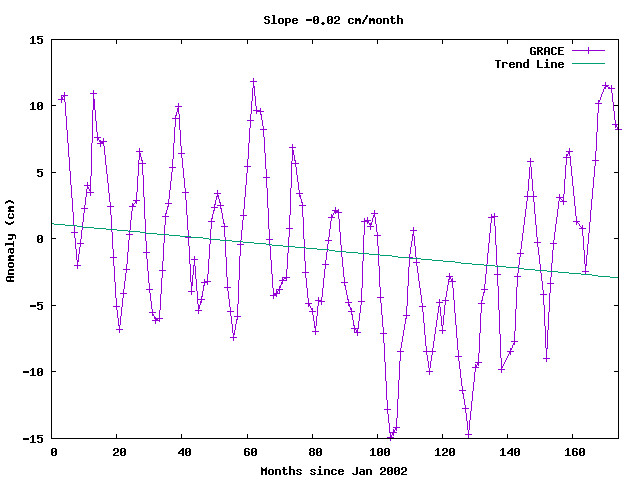 Slope -0.02 cm/month
GRACE
Trend Line
Anomaly (cm)
15
10
5
0
-5
-10
-15
0 20 40 60 80 100 120 140 160
Months since Jan 2002